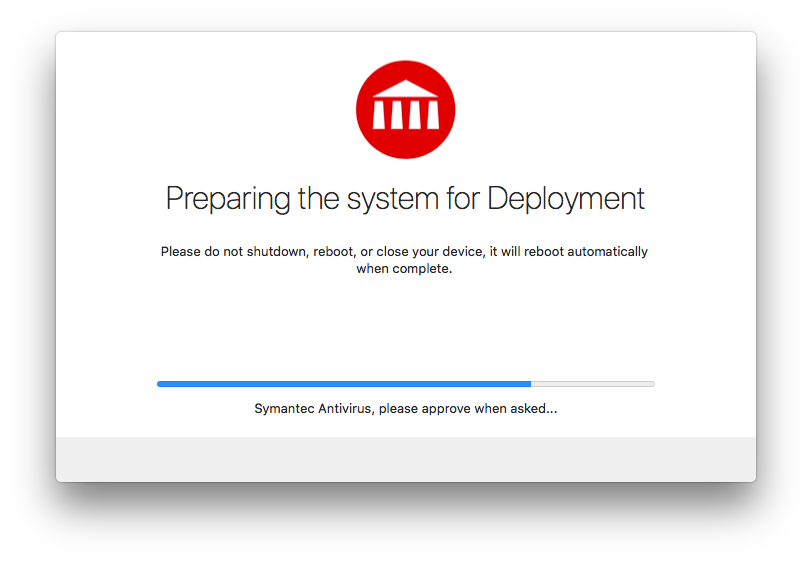 Preparing the system for Deployment
Please do not shutdown, reboot, or close your device, it will reboot automatically
when complete.
Symantec Antivirus, please approve when asked...